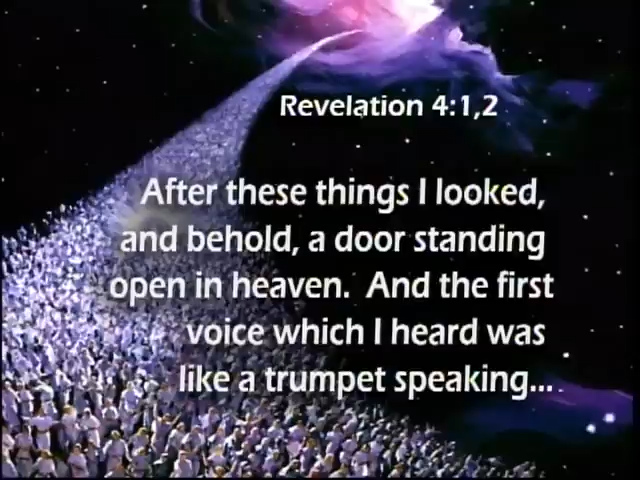 Revelation 4:1,2
After these things I looked,
and behold, a door standing
open in heaven. And the first
voice which I heard was
like a trumpet speaking...